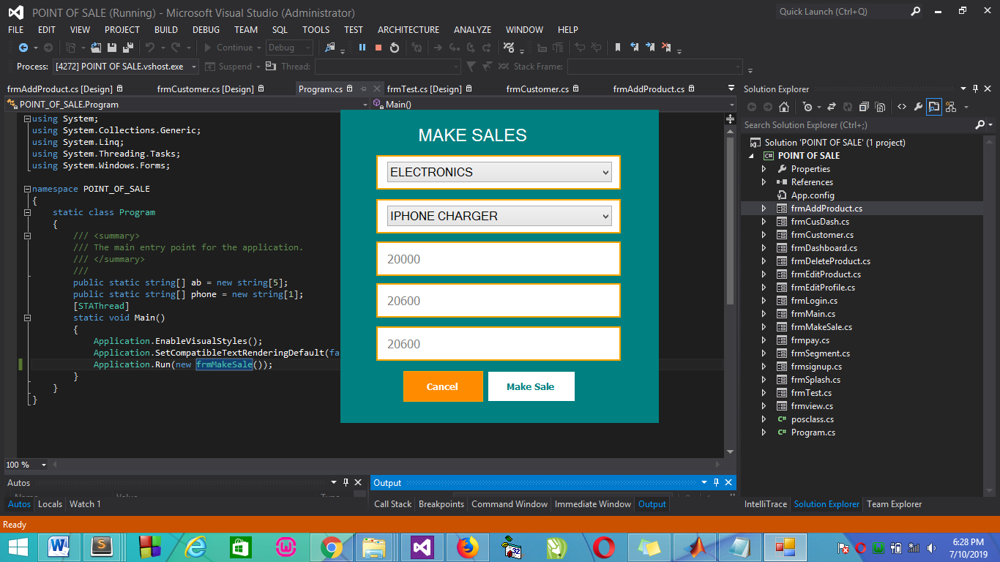 POINT OF SALE (Running) - Microsoft Visual Studio (Administrator)
Quick Launch (Ctrl+Q)
FILE EDIT VIEW PROJECT BUILD DEBUG TEAM SQL TOOLS TEST ARCHITECTURE ANALYZE WINDOW HELP
Continue Debug
Process: [4272] POINT OF SALE.vshost.exe Suspend Thread: Stack Frame:
frmAddProduct.cs [Design] frmCustomer.cs [Design] Program.cs frmTest.cs [Design] frmCustomer.cs frmAddProduct.cs
POINT_OF_SALE.Program Main()
using System;
using System.Collections.Generic;
using System.Linq;
using System.Threading.Tasks;
using System.Windows.Forms;
namespace POINT_OF_SALE
{
static class Program
{
/// <summary>
/// The main entry point for the application.
/// </summary>
///
public static string[] ab = new string[5];
public static string[] phone = new string[1];
[STAThread]
static void Main()
{
Application.EnableVisualStyles();
Application.SetCompatibleTextRenderingDefault(fa
Application.Run(new frmMakeSale());
}
}
}
100 %
MAKE SALES
ELECTRONICS
IPHONE CHARGER
20000
20600
20600
Cancel Make Sale
Solution Explorer
Search Solution Explorer (Ctrl+;)
Solution 'POINT OF SALE' (1 project)
C# POINT OF SALE
Properties
References
App.config
frmAddProduct.cs
frmCusDash.cs
frmCustomer.cs
frmDashboard.cs
frmDeleteProduct.cs
frmEditProduct.cs
frmEditProfile.cs
frmLogin.cs
frmMain.cs
frmMakeSale.cs
frmpay.cs
frmSegment.cs
frmsignup.cs
frmSplash.cs
frmTest.cs
frmview.cs
C# posclass.cs
C# Program.cs
Autos
Name Value Type
Autos Locals Watch 1
Output
Call Stack Breakpoints Command Window Immediate Window Output
IntelliTrace Solution Explorer Team Explorer
Ready
32
6:28 PM
7/10/2019